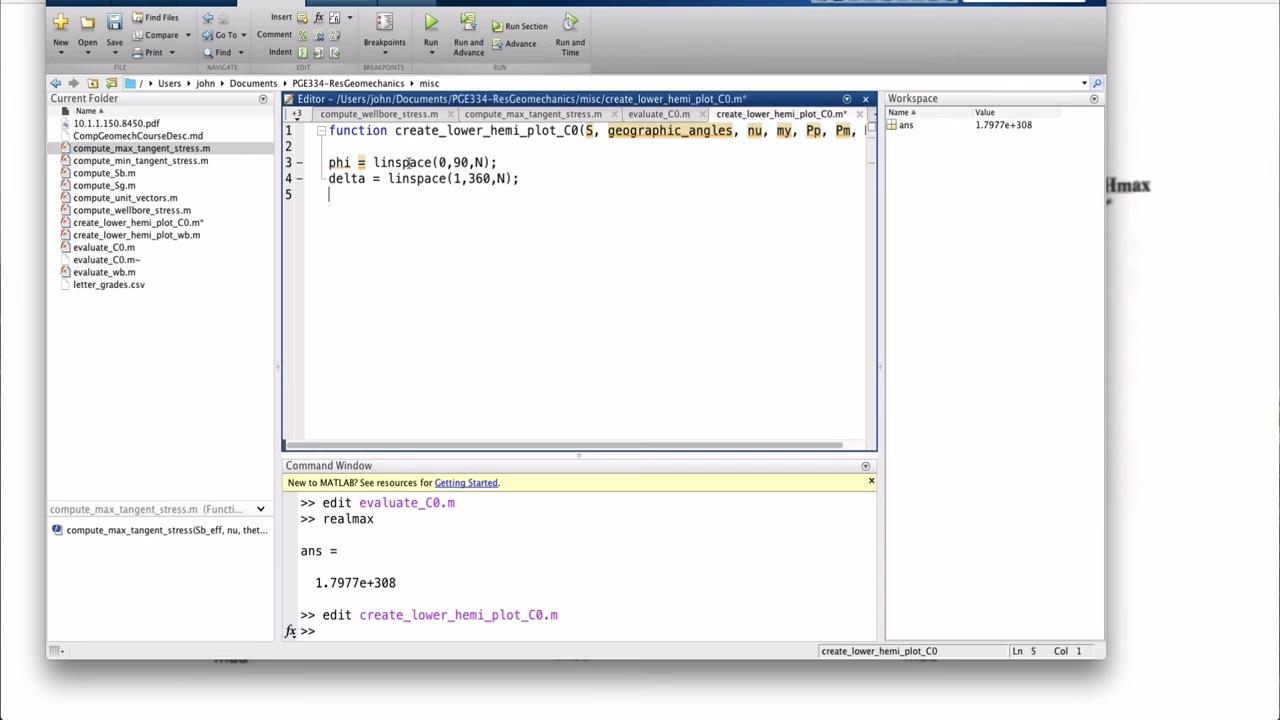 Find Files
Insert
fx
Compare
Go To
Comment
%
Run Section
Advance
New
Open
Save
Print
Find
Indent
Breakpoints
Run
Run and Advance
Run and Time
FILE
NAVIGATE
EDIT
BREAKPOINTS
RUN
/ Users john Documents PGE334-ResGeomechanics misc
Current Folder
Name
10.1.1.150.8450.pdf
CompGeomechCourseDesc.md
compute_max_tangent_stress.m
compute_min_tangent_stress.m
compute_Sb.m
compute_Sg.m
compute_unit_vectors.m
compute_wellbore_stress.m
create_lower_hemi_plot_C0.m*
create_lower_hemi_plot_wb.m
evaluate_C0.m
evaluate_C0.m~
evaluate_wb.m
letter_grades.csv
compute_max_tangent_stress.m (Functi...
compute_max_tangent_stress(Sb_eff, nu, thet...
Editor - /Users/john/Documents/PGE334-ResGeomechanics/misc/create_lower_hemi_plot_C0.m*
+3 compute_wellbore_stress.m compute_max_tangent_stress.m evaluate_C0.m create_lower_hemi_plot_C0.m*
1 function create_lower_hemi_plot_C0(S, geographic_angles, nu, my, Pp, Pm,
2
3 phi = linspace(0,90,N);
4 delta = linspace(1,360,N);
5
Command Window
New to MATLAB? See resources for Getting Started.
>> edit evaluate_C0.m
>> realmax
ans =
1.7977e+308
>> edit create_lower_hemi_plot_C0.m
fx >>
Workspace
Name Value
ans 1.7977e+308
Hmax
create_lower_hemi_plot_C0 Ln 5 Col 1